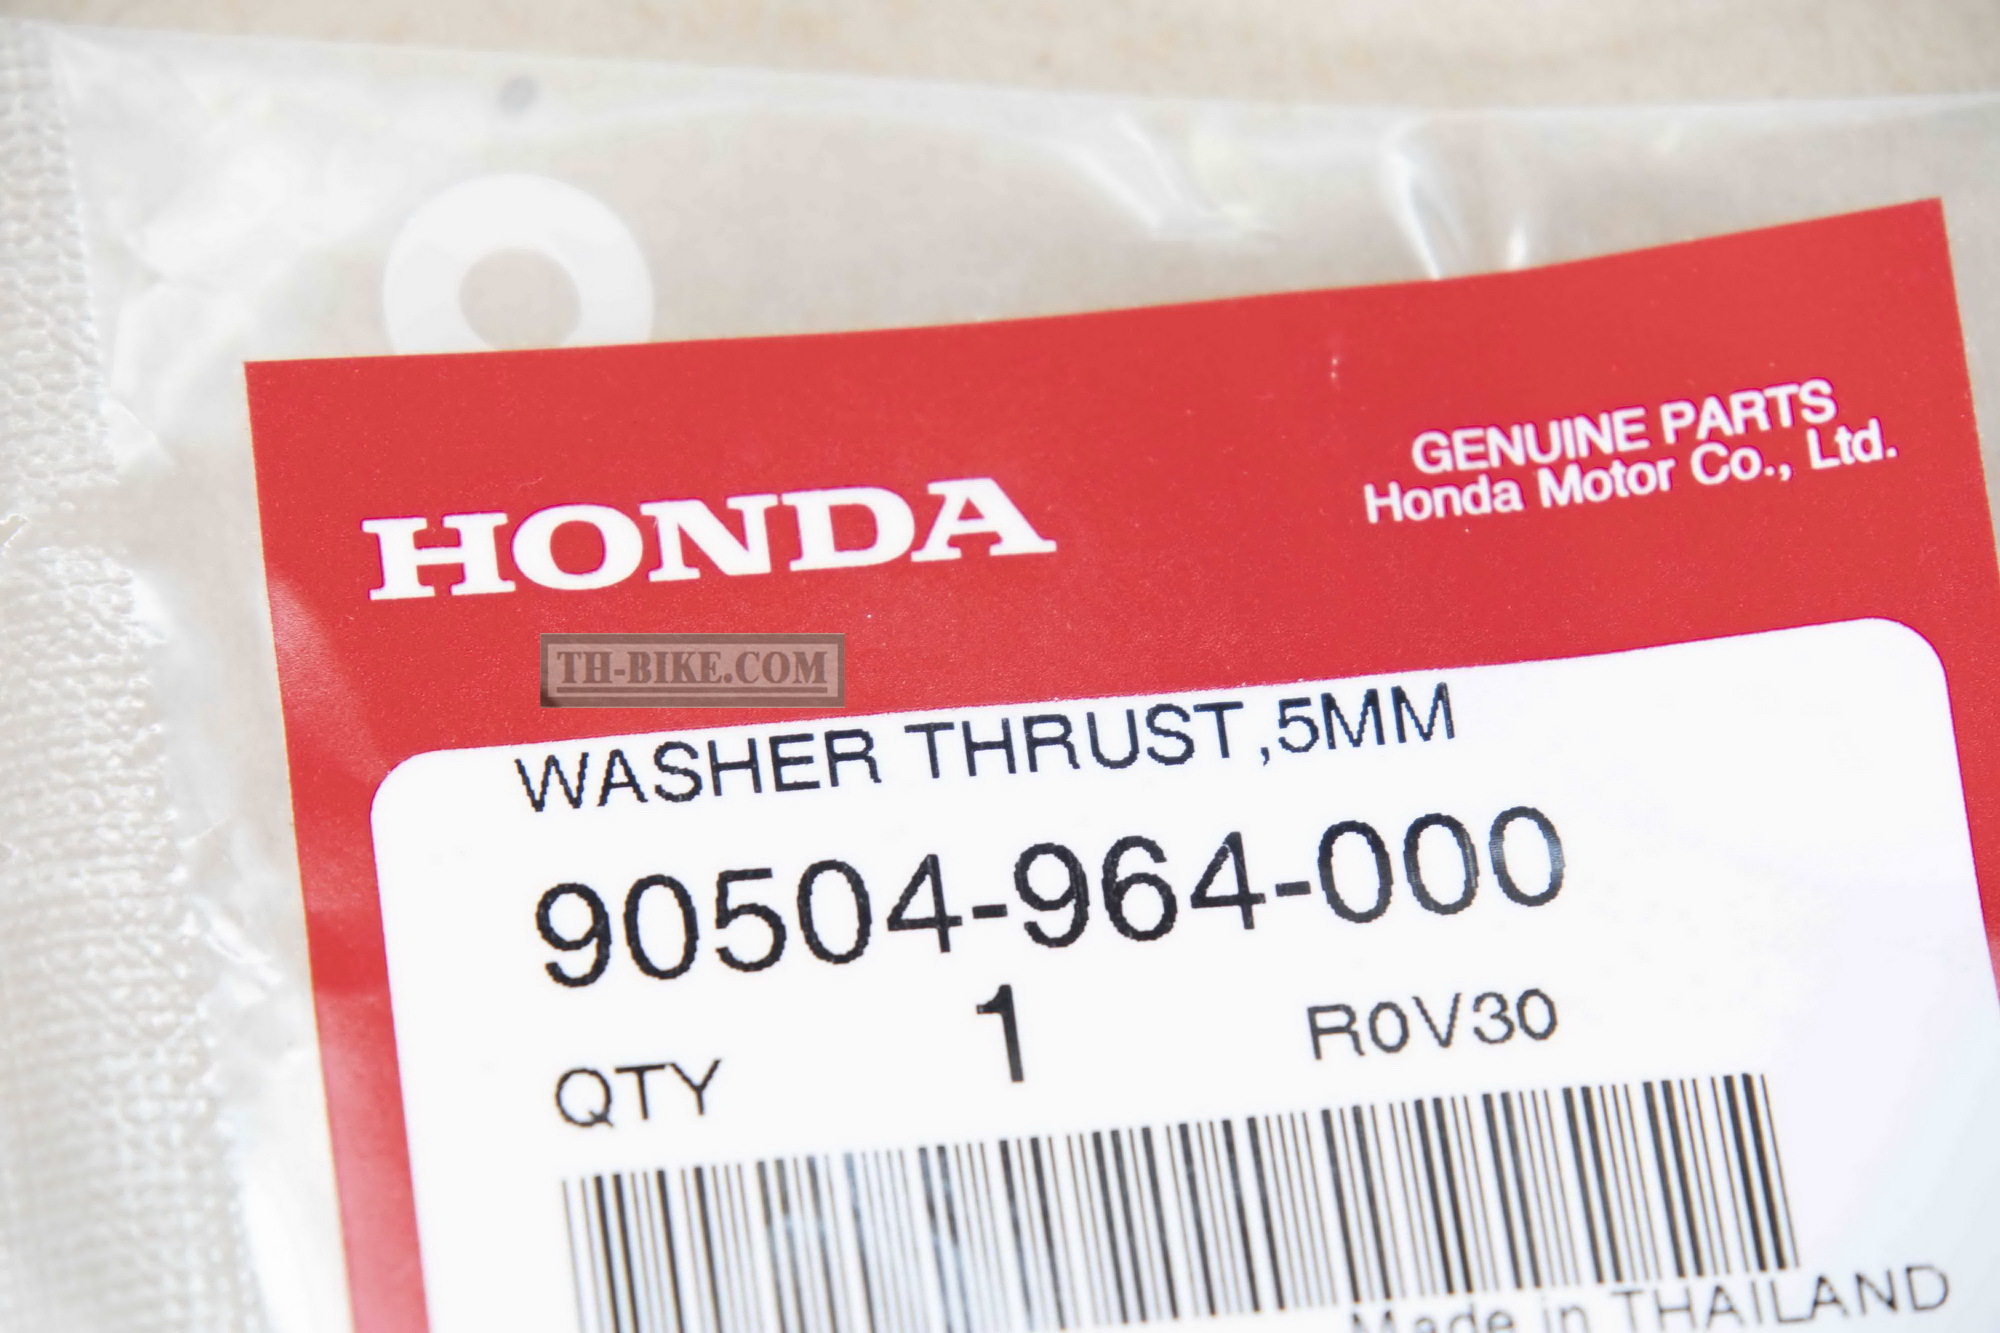 GENUINE PARTS
Honda Motor Co., Ltd.
HONDA
TH-BIKE.COM
WASHER THRUST,5MM
90504-964-000
QTY 1 R0V30
Made in THAILAND